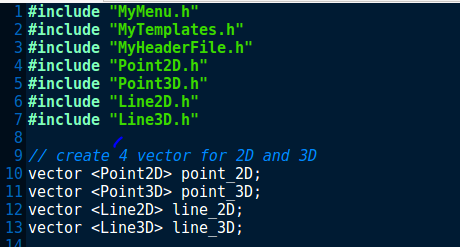 1 #include "MyMenu.h"
2 #include "MyTemplates.h"
3 #include "MyHeaderFile.h"
4 #include "Point2D.h"
5 #include "Point3D.h"
6 #include "Line2D.h"
7 #include "Line3D.h"
8
9 // create 4 vector for 2D and 3D
10 vector <Point2D> point_2D;
11 vector <Point3D> point_3D;
12 vector <Line2D> line_2D;
13 vector <Line3D> line_3D;
14